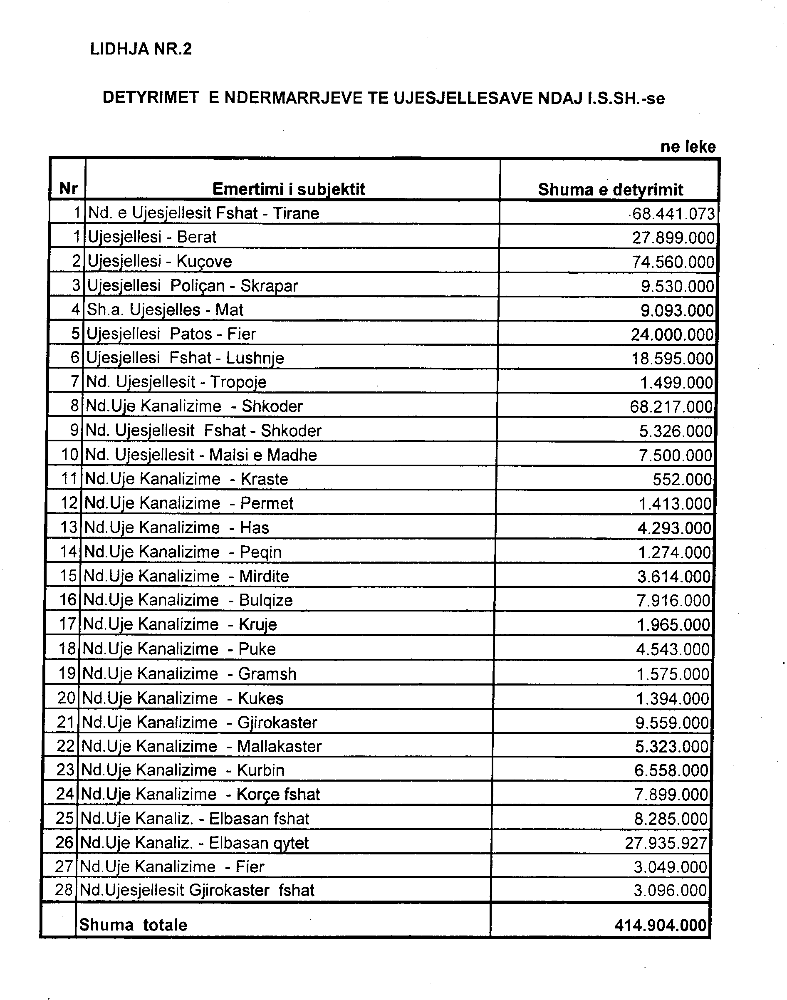 LIDHJA NR.2
DETYRIMET E NDERMARRJEVE TE UJESJELLESAVE NDAJ I.S.SH.-se
ne leke
Nr Emertimi i subjektit Shuma e detyrimit
1 Nd. e Ujesjellesit Fshat - Tirane 68.441.073
1 Ujesjellesi - Berat 27.899.000
2 Ujesjellesi - Kuçove 74.560.000
3 Ujesjellesi Poliçan - Skrapar 9.530.000
4 Sh.a. Ujesjelles - Mat 9.093.000
5 Ujesjellesi Patos - Fier 24.000.000
6 Ujesjellesi Fshat - Lushnje 18.595.000
7 Nd. Ujesjellesit - Tropoje 1.499.000
8 Nd.Uje Kanalizime - Shkoder 68.217.000
9 Nd. Ujesjellesit Fshat - Shkoder 5.326.000
10 Nd. Ujesjellesit - Malsi e Madhe 7.500.000
11 Nd.Uje Kanalizime - Kraste 552.000
12 Nd.Uje Kanalizime - Permet 1.413.000
13 Nd.Uje Kanalizime - Has 4.293.000
14 Nd.Uje Kanalizime - Peqin 1.274.000
15 Nd.Uje Kanalizime - Mirdite 3.614.000
16 Nd.Uje Kanalizime - Bulqize 7.916.000
17 Nd.Uje Kanalizime - Kruje 1.965.000
18 Nd.Uje Kanalizime - Puke 4.543.000
19 Nd.Uje Kanalizime - Gramsh 1.575.000
20 Nd.Uje Kanalizime - Kukes 1.394.000
21 Nd.Uje Kanalizime - Gjirokaster 9.559.000
22 Nd.Uje Kanalizime - Mallakaster 5.323.000
23 Nd.Uje Kanalizime - Kurbin 6.558.000
24 Nd.Uje Kanalizime - Korçe fshat 7.899.000
25 Nd.Uje Kanaliz. - Elbasan fshat 8.285.000
26 Nd.Uje Kanaliz. - Elbasan qytet 27.935.927
27 Nd.Uje Kanalizime - Fier 3.049.000
28 Nd.Ujesjellesit Gjirokaster fshat 3.096.000
Shuma totale 414.904.000